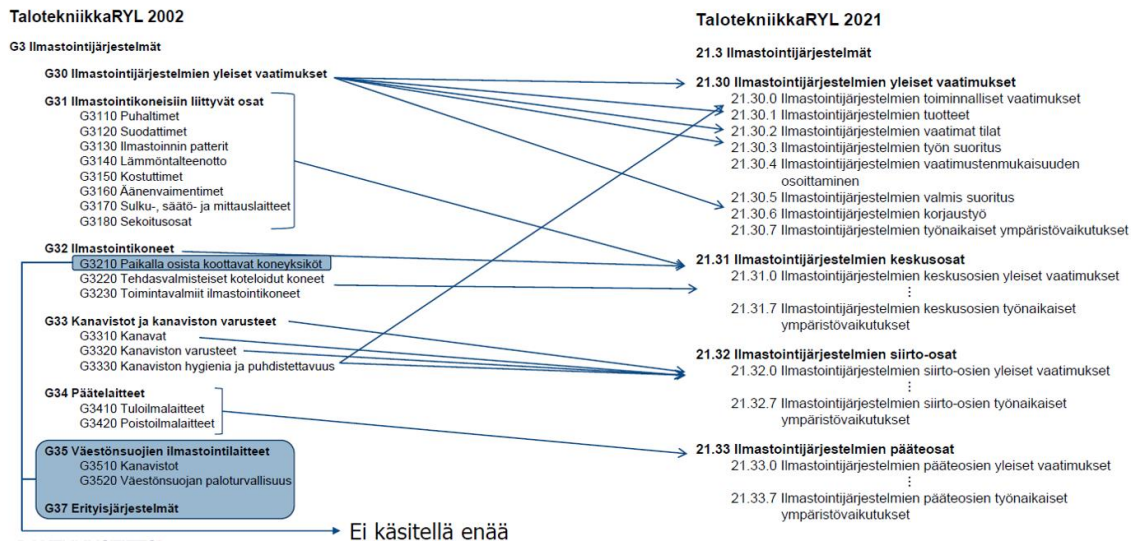 TalotekniikkaRYL 2002
G3 Ilmastointijärjestelmät
G30 Ilmastointijärjestelmien yleiset vaatimukset
G31 Ilmastointikoneisiin liittyvät osat
G3110 Puhaltimet
G3120 Suodattimet
G3130 Ilmastoinnin patterit
G3140 Lämmöntalteenotto
G3150 Kostuttimet
G3160 Äänenvaimentimet
G3170 Sulku-, säätö- ja mittauslaitteet
G3180 Sekoitusosat
G32 Ilmastointikoneet
G3210 Paikalla osista koottavat koneyksiköt
G3220 Tehdasvalmisteiset koteloidut koneet
G3230 Toimintavalmiit ilmastointikoneet
G33 Kanavistot ja kanaviston varusteet
G3310 Kanavat
G3320 Kanaviston varusteet
G3330 Kanaviston hygienia ja puhdistettavuus
G34 Päätelaitteet
G3410 Tuloilmalaitteet
G3420 Poistoilmalaitteet
G35 Väestönsuojien ilmastointilaitteet
G3510 Kanavistot
G3520 Väestönsuojan paloturvallisuus
G37 Erityisjärjestelmät
Ei käsitellä enää
TalotekniikkaRYL 2021
21.3 Ilmastointijärjestelmät
21.30 Ilmastointijärjestelmien yleiset vaatimukset
21.30.0 Ilmastointijärjestelmien toiminnalliset vaatimukset
21.30.1 Ilmastointijärjestelmien tuotteet
21.30.2 Ilmastointijärjestelmien vaatimat tilat
21.30.3 Ilmastointijärjestelmien työn suoritus
21.30.4 Ilmastointijärjestelmien vaatimustenmukaisuuden
osoittaminen
21.30.5 Ilmastointijärjestelmien valmis suoritus
21.30.6 Ilmastointijärjestelmien korjaustyö
21.30.7 Ilmastointijärjestelmien työnaikaiset ympäristövaikutukset
21.31 Ilmastointijärjestelmien keskusosat
21.31.0 Ilmastointijärjestelmien keskusosien yleiset vaatimukset
⋮
21.31.7 Ilmastointijärjestelmien keskusosien työnaikaiset
ympäristövaikutukset
21.32 Ilmastointijärjestelmien siirto-osat
21.32.0 Ilmastointijärjestelmien siirto-osien yleiset vaatimukset
⋮
21.32.7 Ilmastointijärjestelmien siirto-osien työnaikaiset
ympäristövaikutukset
21.33 Ilmastointijärjestelmien pääteosat
21.33.0 Ilmastointijärjestelmien pääteosien yleiset vaatimukset
⋮
21.33.7 Ilmastointijärjestelmien pääteosien työnaikaiset
ympäristövaikutukset